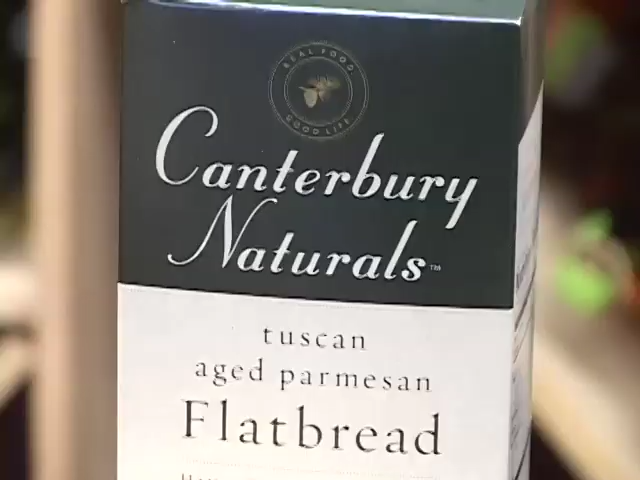 REAL FOOD
GOOD LIFE
Canterbury
Naturals™
tuscan
aged parmesan
Flatbread